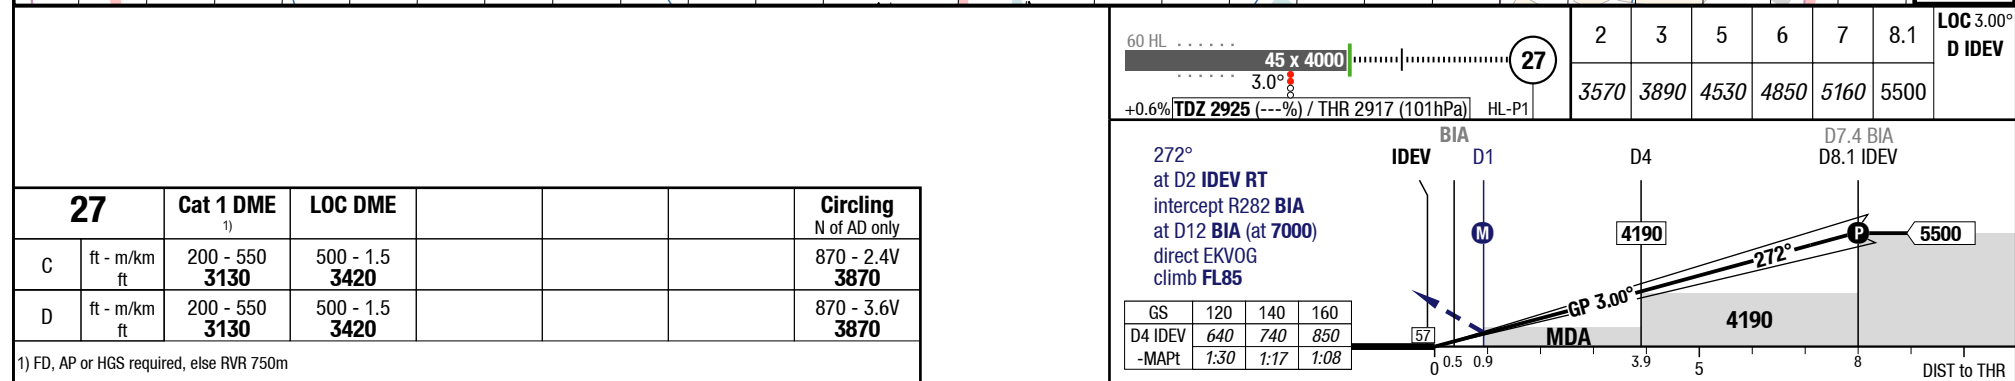 60 HL
45 x 4000
3.0°
+0.6% TDZ 2925 (---%) / THR 2917 (101hPa) HL-P1
27
2 3 5 6 7 8.1 LOC 3.00°
D IDEV
3570 3890 4530 4850 5160 5500
272°
at D2 IDEV RT
intercept R282 BIA
at D12 BIA (at 7000)
direct EKVOG
climb FL85
BIA
IDEV D1 D4
D7.4 BIA
D8.1 IDEV
M
4190
P
5500
272°
GP 3.00°
4190
MDA
57
GS 120 140 160
D4 IDEV 640 740 850
-MAPt 1:30 1:17 1:08
0 0.5 0.9 3.9 5 8 DIST to THR
27 Cat 1 DME LOC DME Circling
1) N of AD only
C ft - m/km 200 - 550 500 - 1.5 870 - 2.4V
ft 3130 3420 3870
D ft - m/km 200 - 550 500 - 1.5 870 - 3.6V
ft 3130 3420 3870
1) FD, AP or HGS required, else RVR 750m